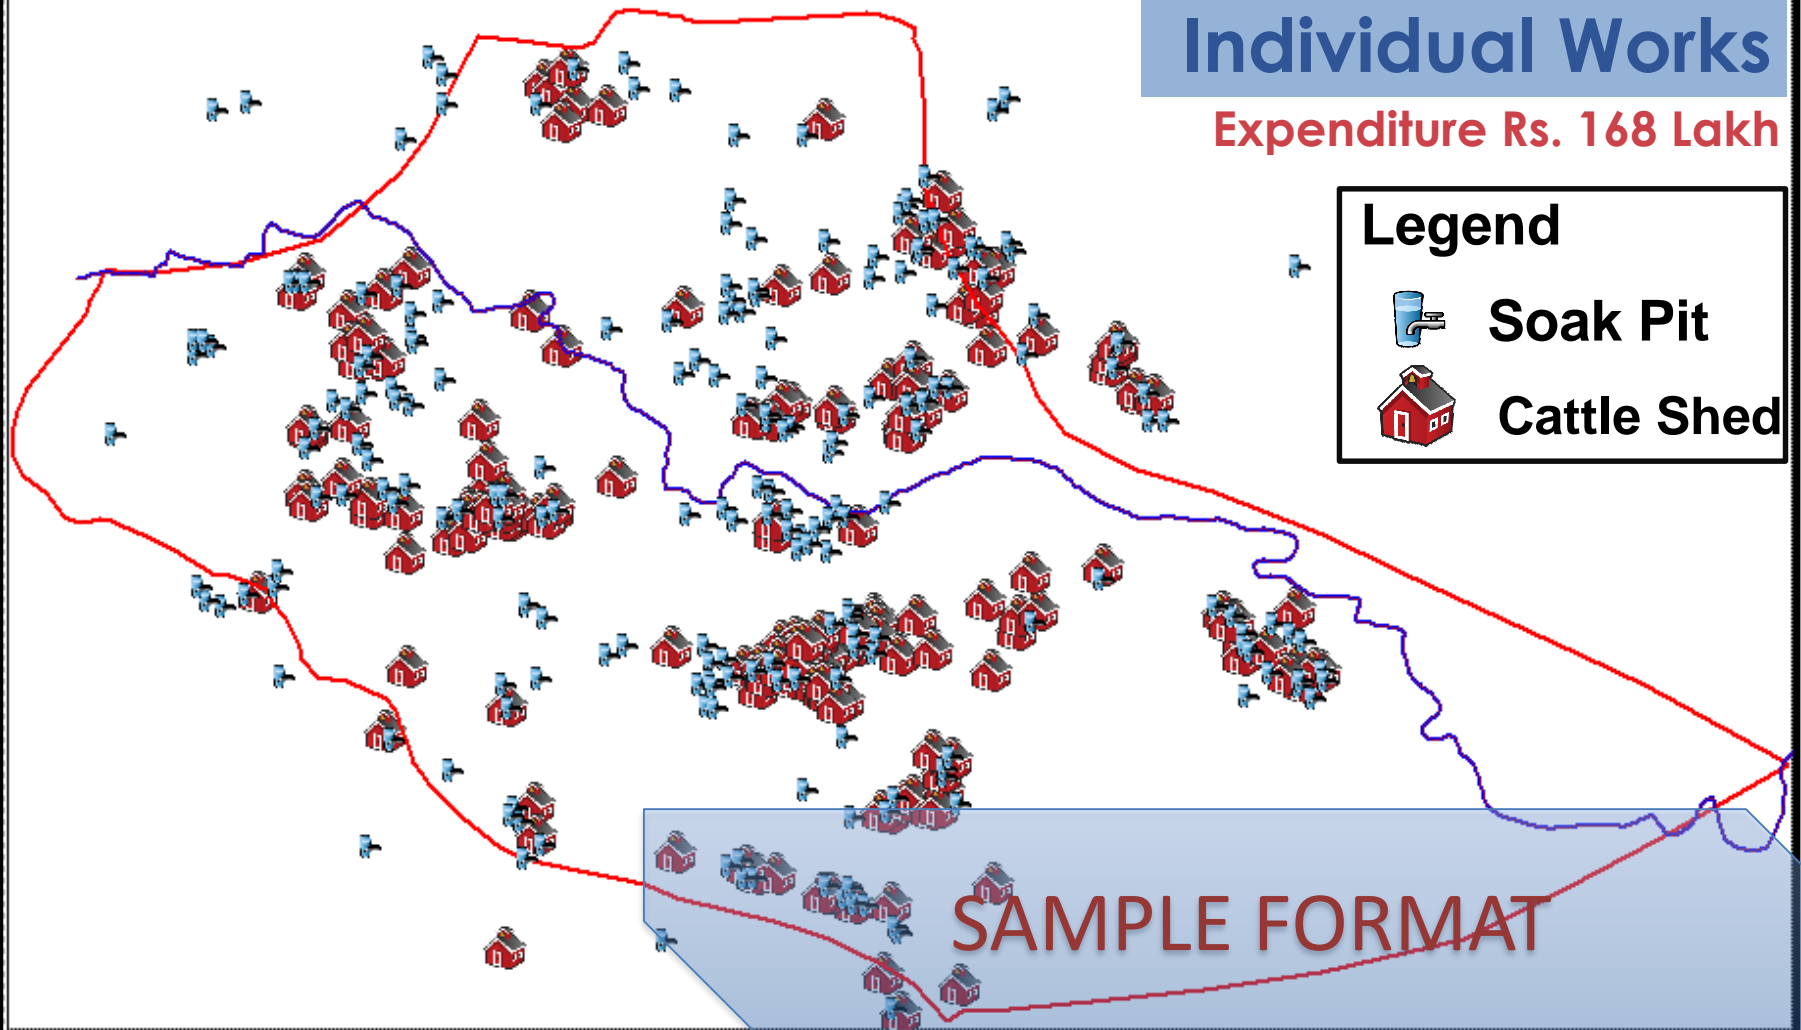 Individual Works
Expenditure Rs. 168 Lakh
Legend
Soak Pit
Cattle Shed
SAMPLE FORMAT